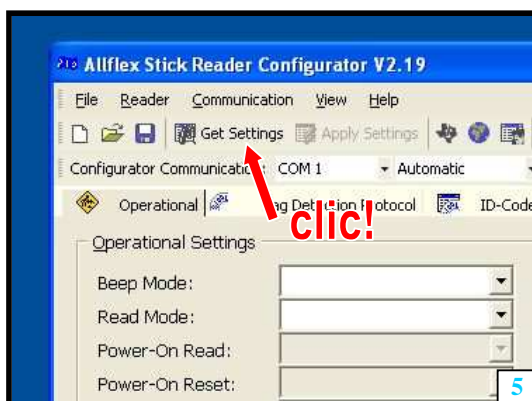 Allflex Stick Reader Configurator V2.19
File Reader Communication View Help
Get Settings Apply Settings
Configurator Communication: COM 1 Automatic
Operational ag Detection Protocol ID-Code
clic!
Operational Settings
Beep Mode:
Read Mode:
Power-On Read:
Power-On Reset:
5